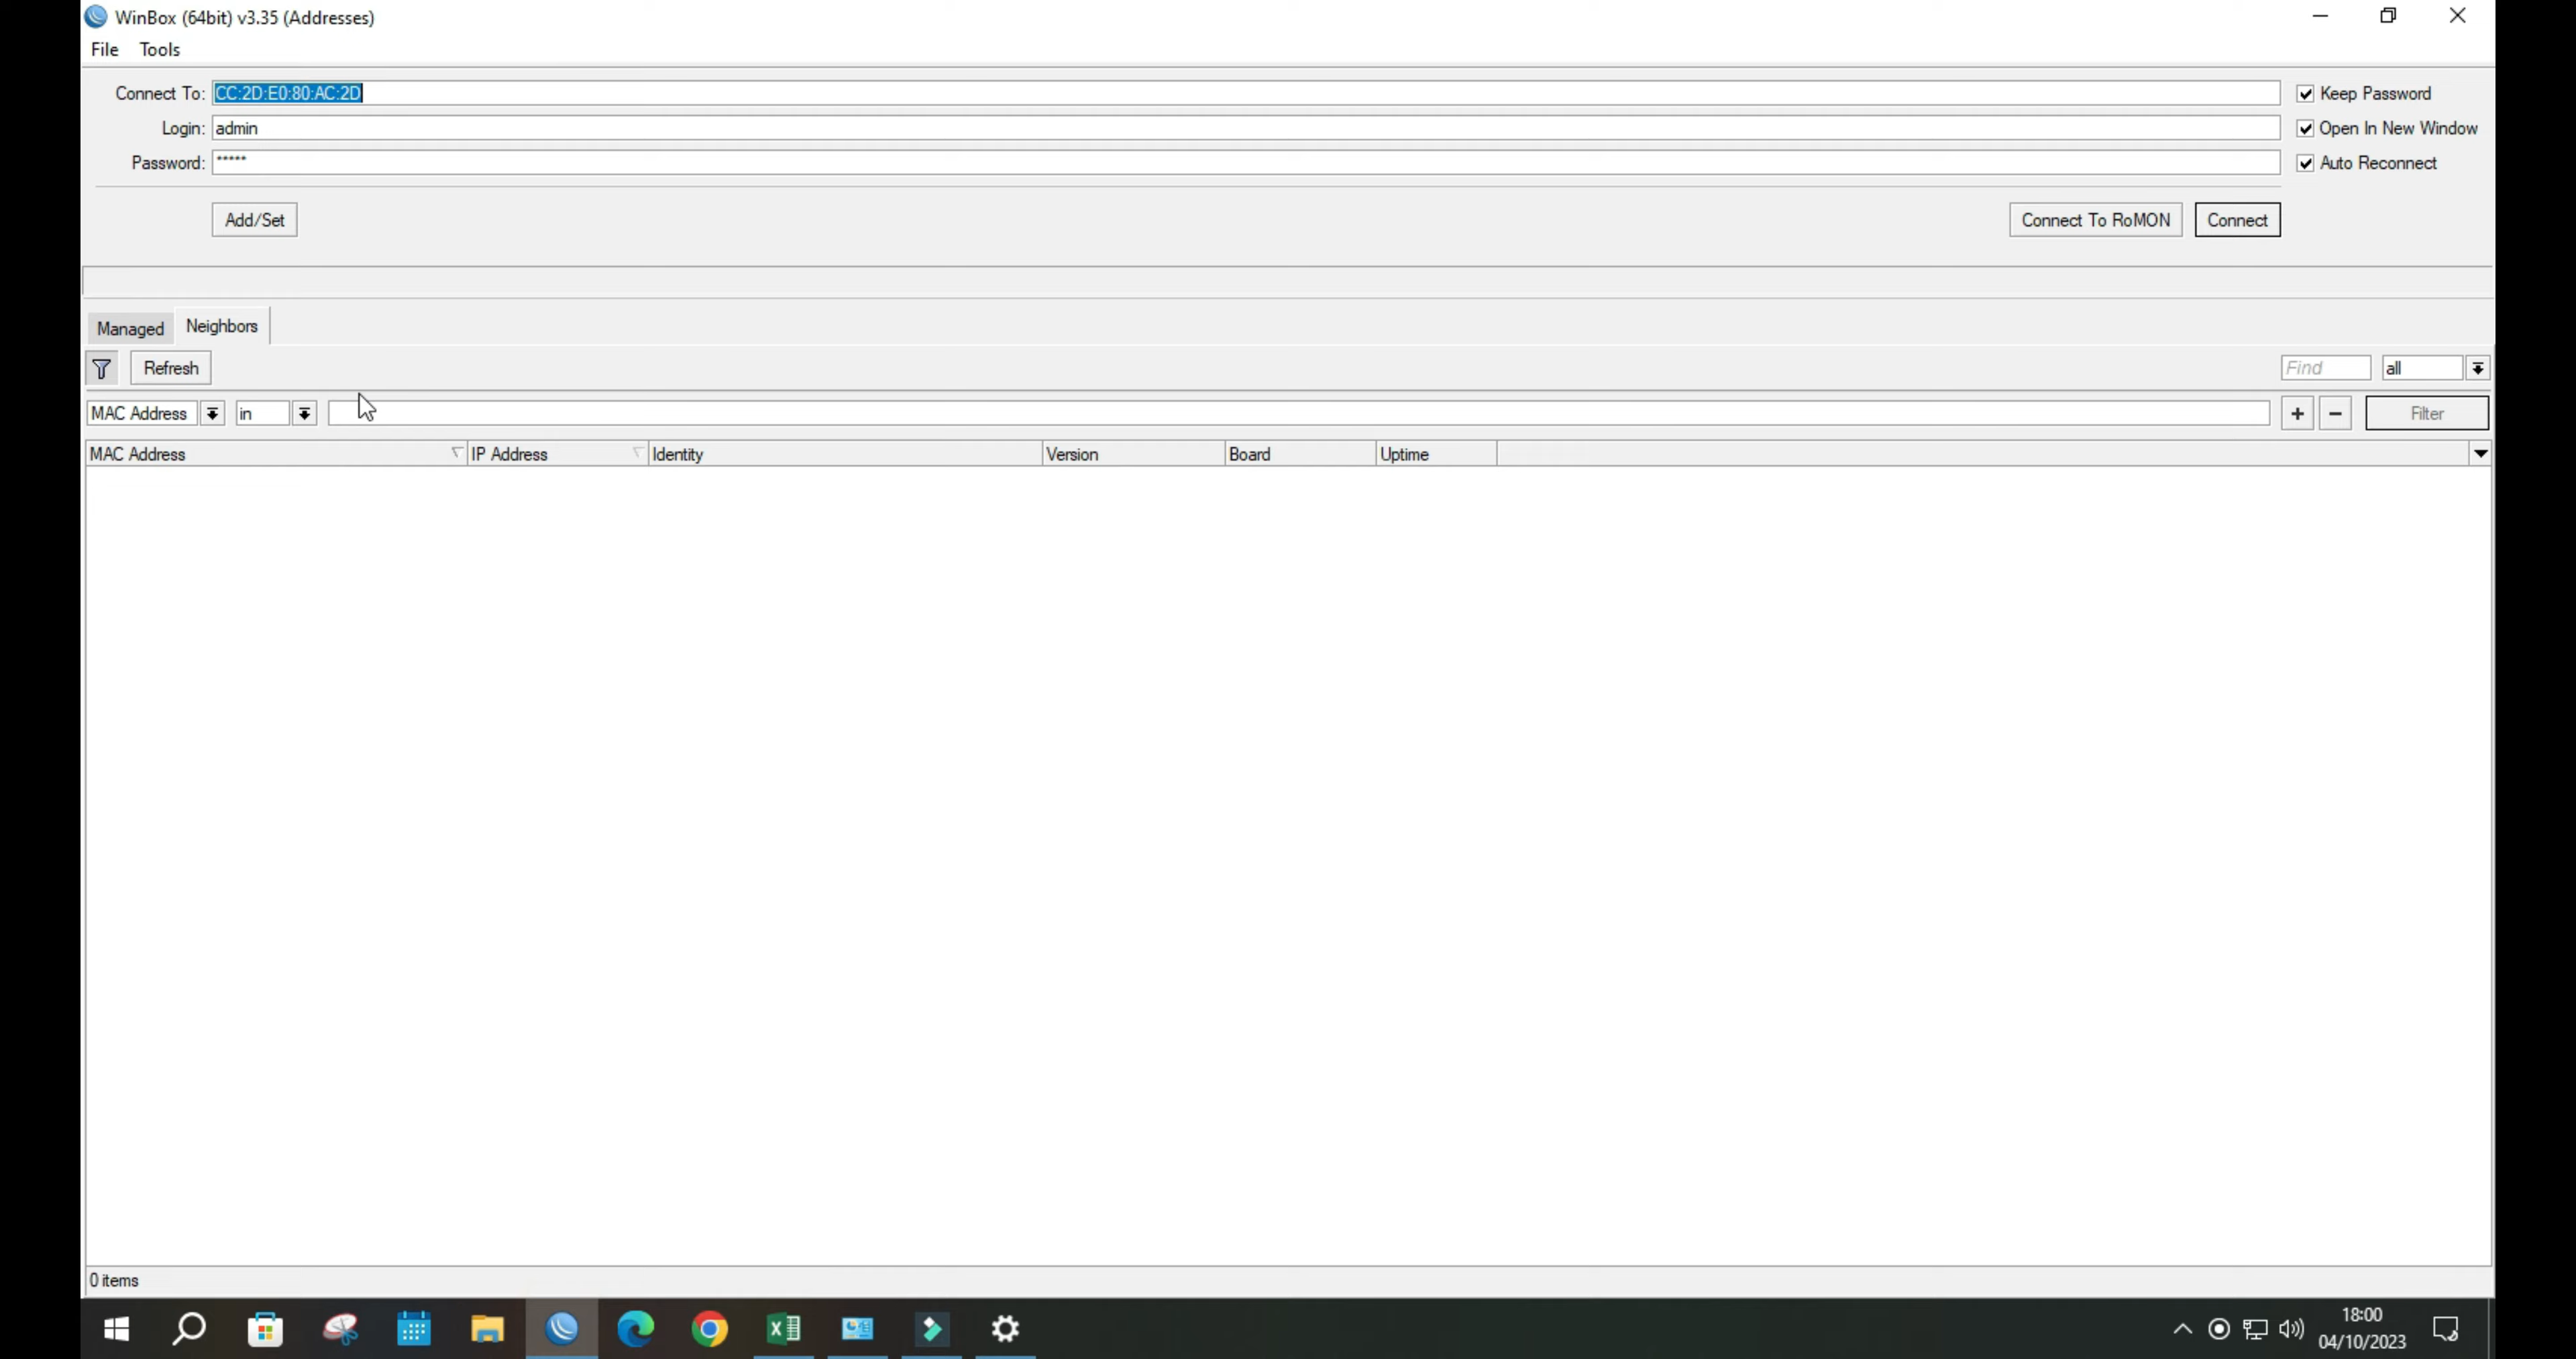 WinBox (64bit) v3.35 (Addresses)
File Tools
Connect To: CC:2D:E0:80:AC:2D Keep Password
Login: admin Open In New Window
Password: ***** Auto Reconnect
Add/Set Connect To RoMON Connect
Managed Neighbors
Refresh Find all
MAC Address in + - Filter
MAC Address IP Address Identity Version Board Uptime
0 items
18:00
04/10/2023